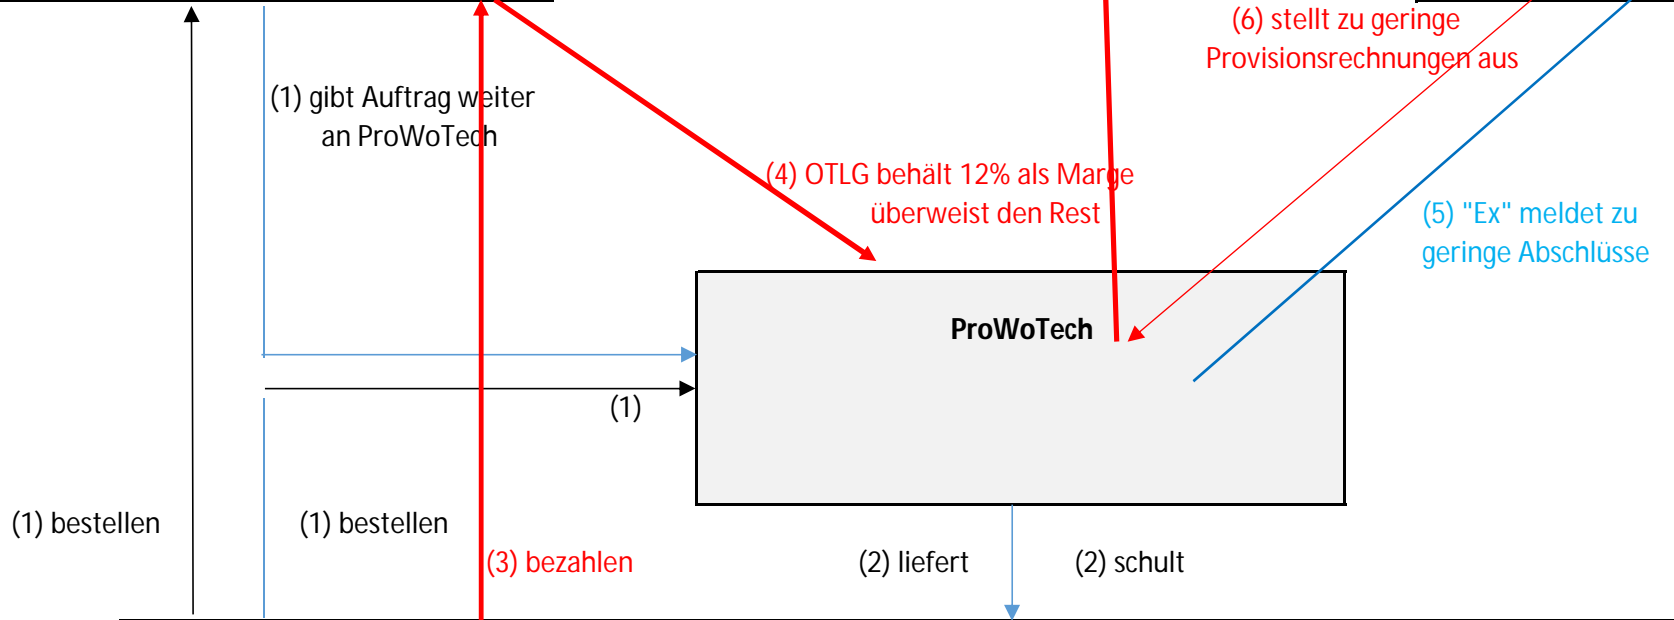 (6) stellt zu geringe
Provisionsrechnungen aus
(1) gibt Auftrag weiter
an ProWoTech
(4) OTLG behält 12% als Marge
überweist den Rest
(5) "Ex" meldet zu
geringe Abschlüsse
ProWoTech
(1)
(1) bestellen
(1) bestellen
(3) bezahlen
(2) liefert
(2) schult